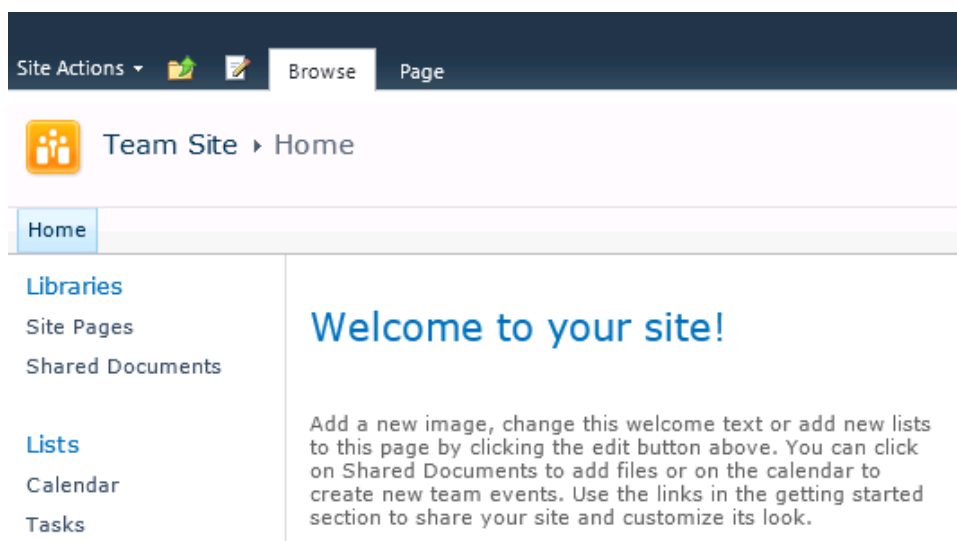 Site Actions
Browse
Page
Team Site
Home
Home
Libraries
Site Pages
Shared Documents
Lists
Calendar
Tasks
Welcome to your site!
Add a new image, change this welcome text or add new lists
to this page by clicking the edit button above. You can click
on Shared Documents to add files or on the calendar to
create new team events. Use the links in the getting started
section to share your site and customize its look.